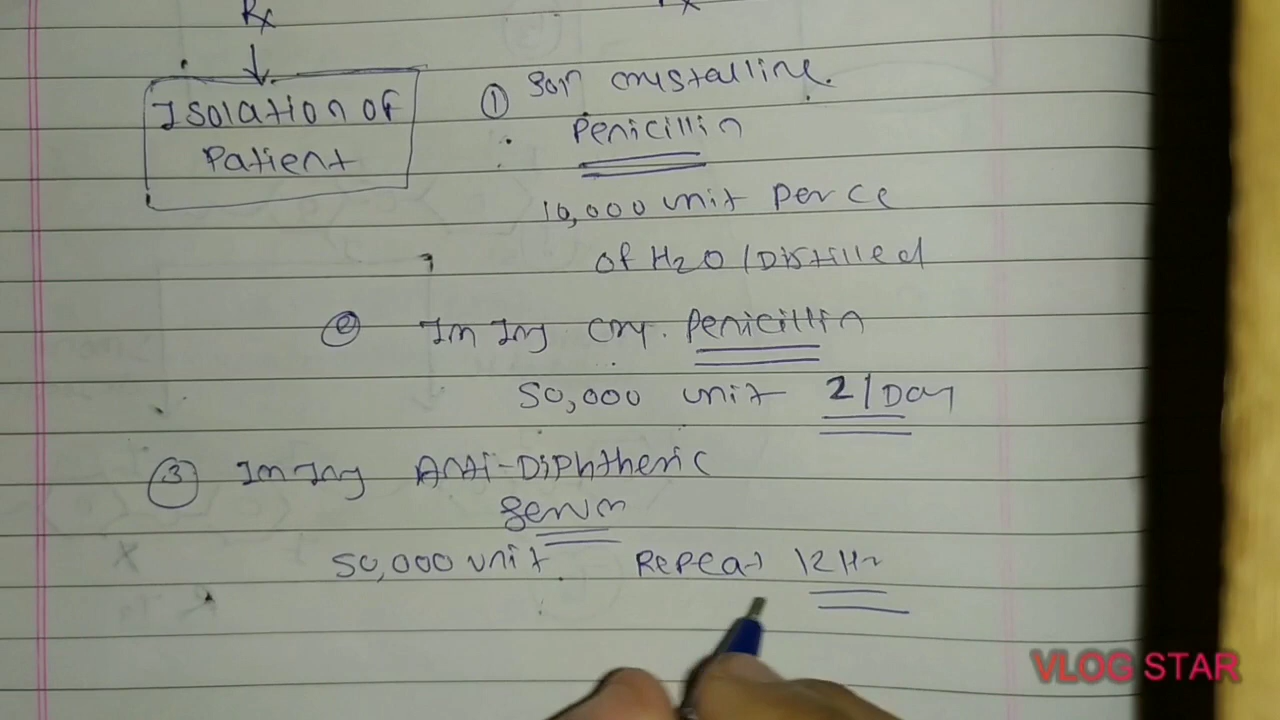 Rx
Rx
Isolation of
Patient
① Sol crystalline
Penicillin
10,000 unit per cc
of H2O / Distilled
② Im Inj cry. Penicillin
50,000 unit 2/Day
③ Im Inj Anti-Diphtheric
Serum
50,000 unit Repeat 12 Hr
VLOG STAR